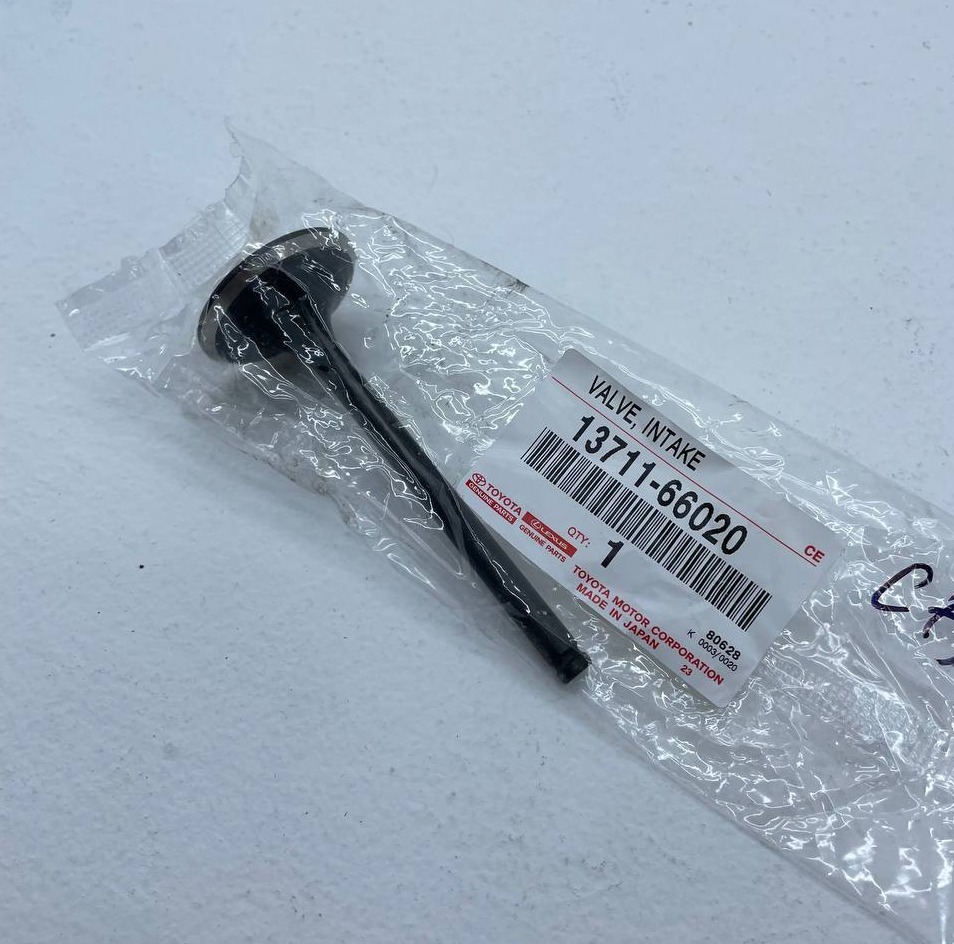 VALVE, INTAKE
13711-66020
CE
TOYOTA
GENUINE PARTS
LEXUS
GENUINE PARTS
QTY:
1
TOYOTA MOTOR CORPORATION
MADE IN JAPAN
23
80628
K 0003/0020